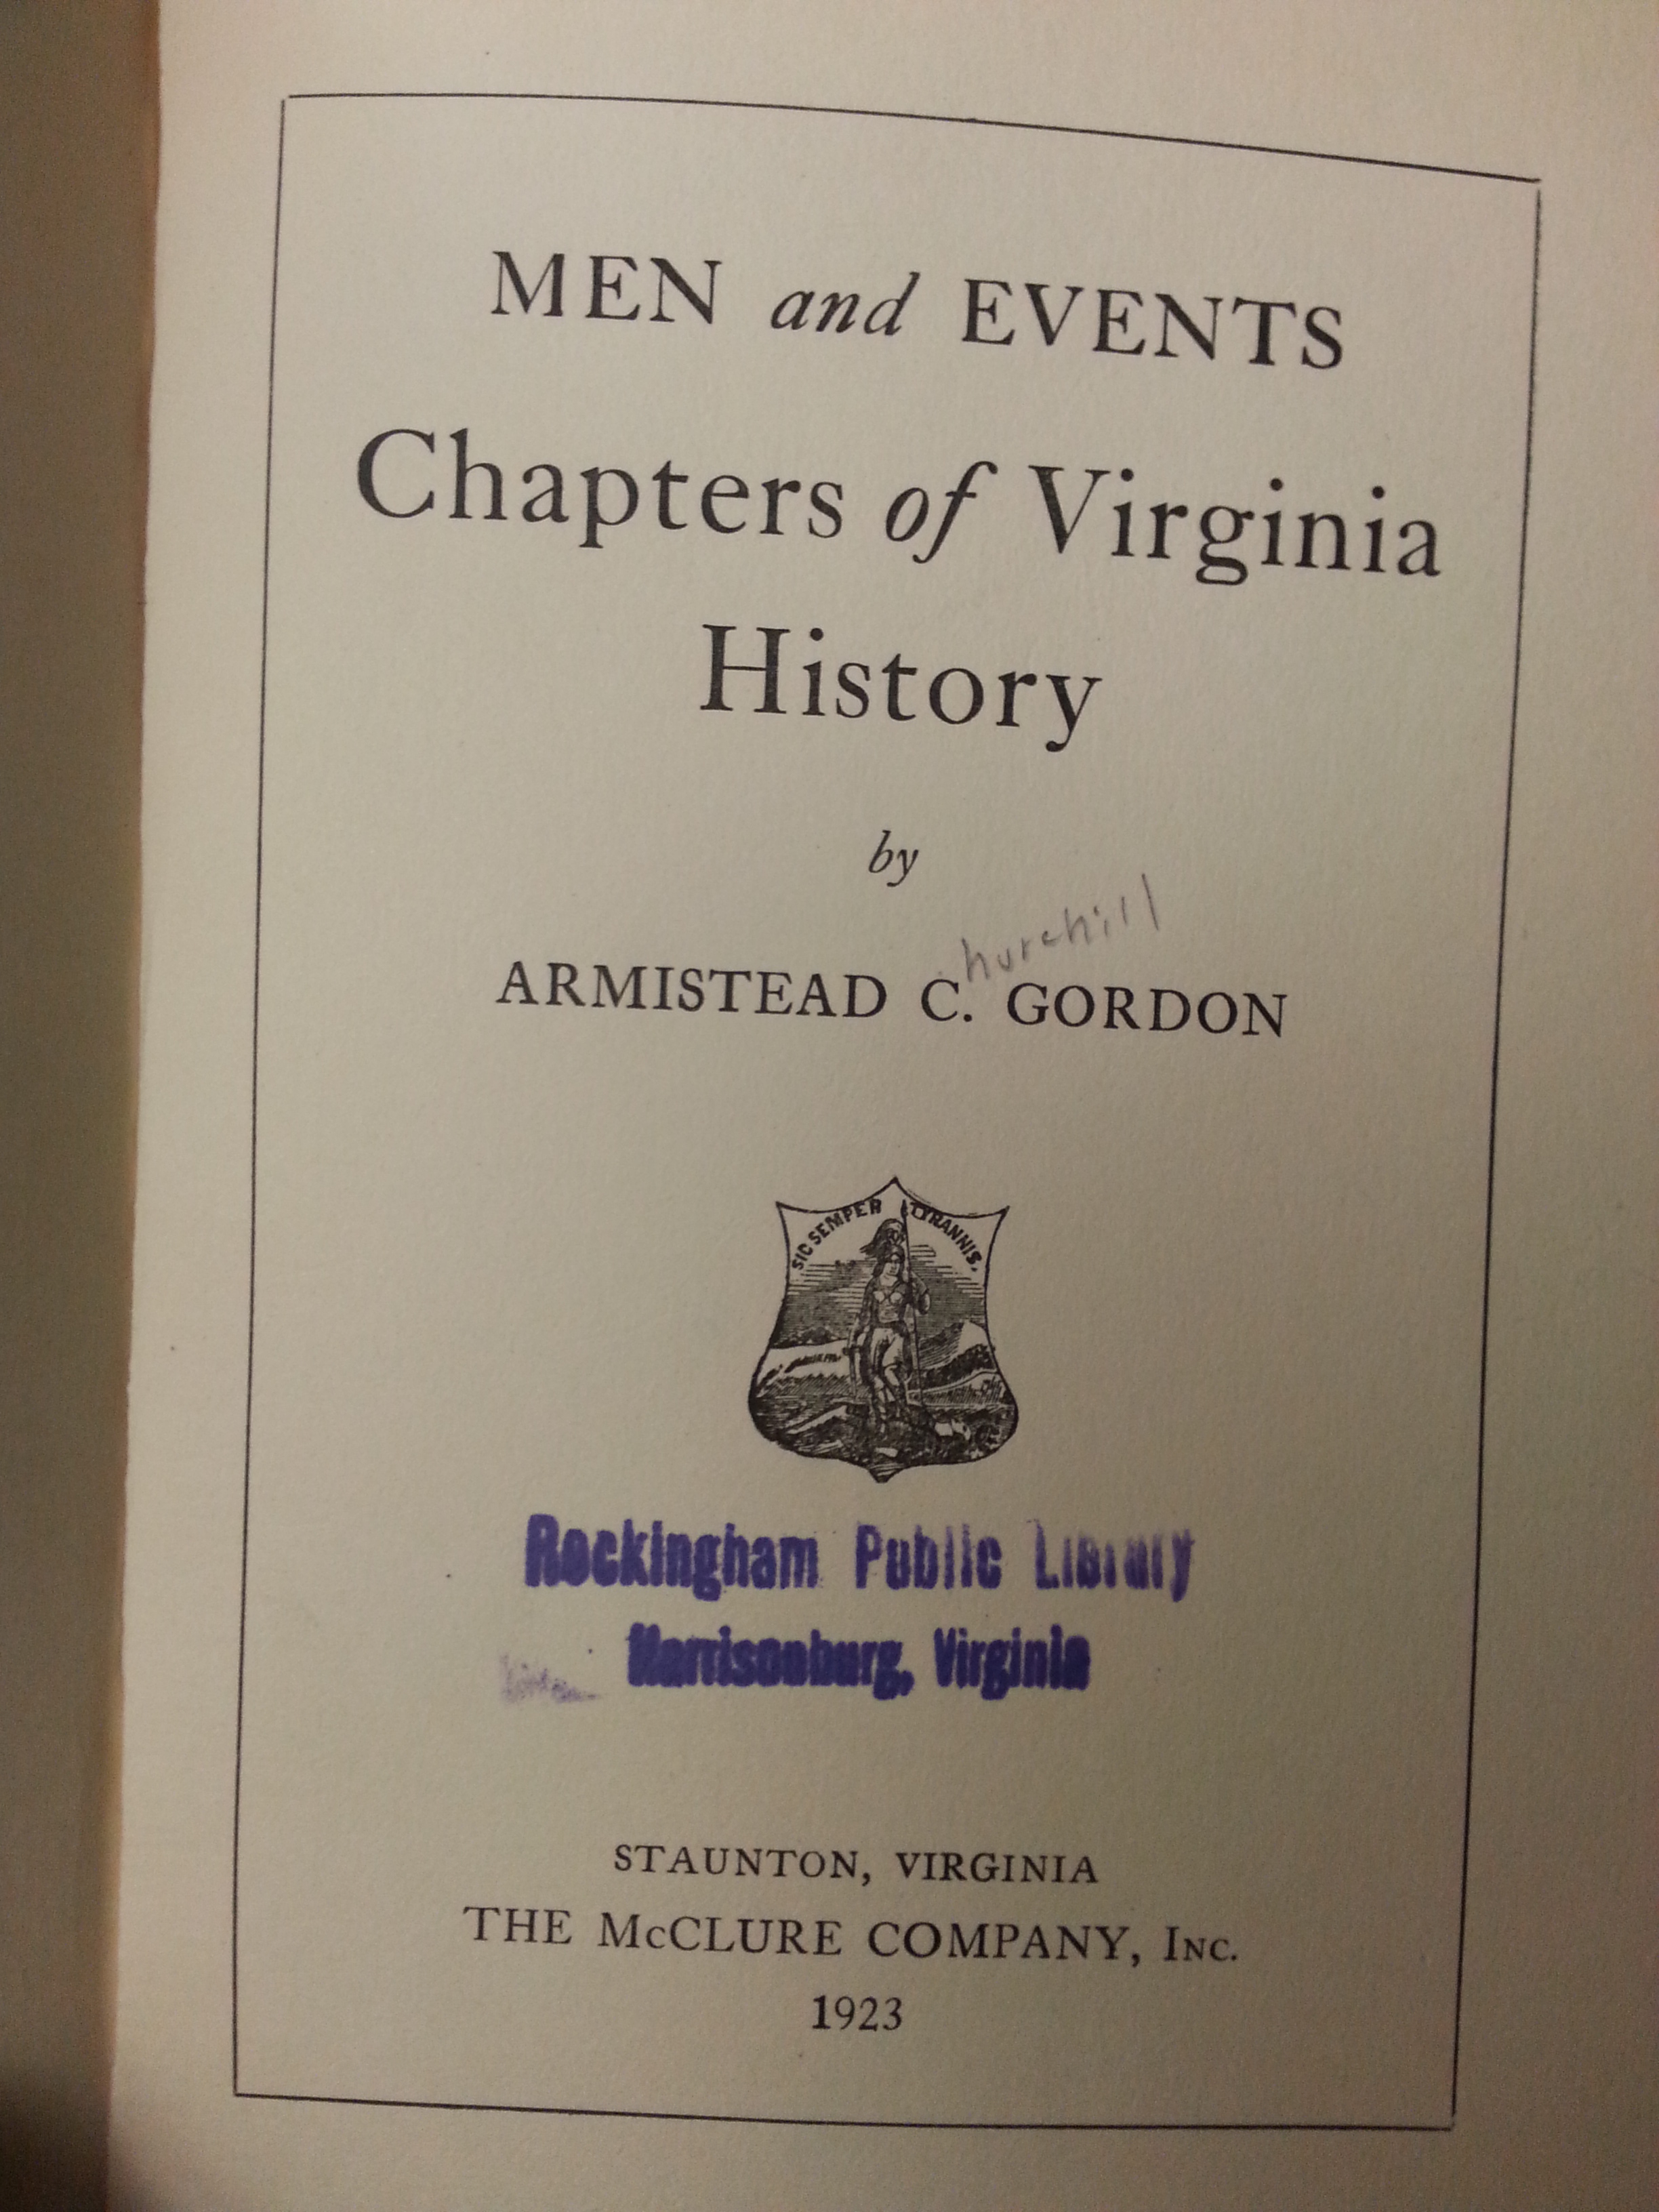 MEN and EVENTS
Chapters of Virginia
History
by
hurchill
ARMISTEAD C. GORDON
SIC SEMPER TYRANNIS.
Rockingham Public Library
Harrisonburg, Virginia
STAUNTON, VIRGINIA
THE McCLURE COMPANY, INC.
1923